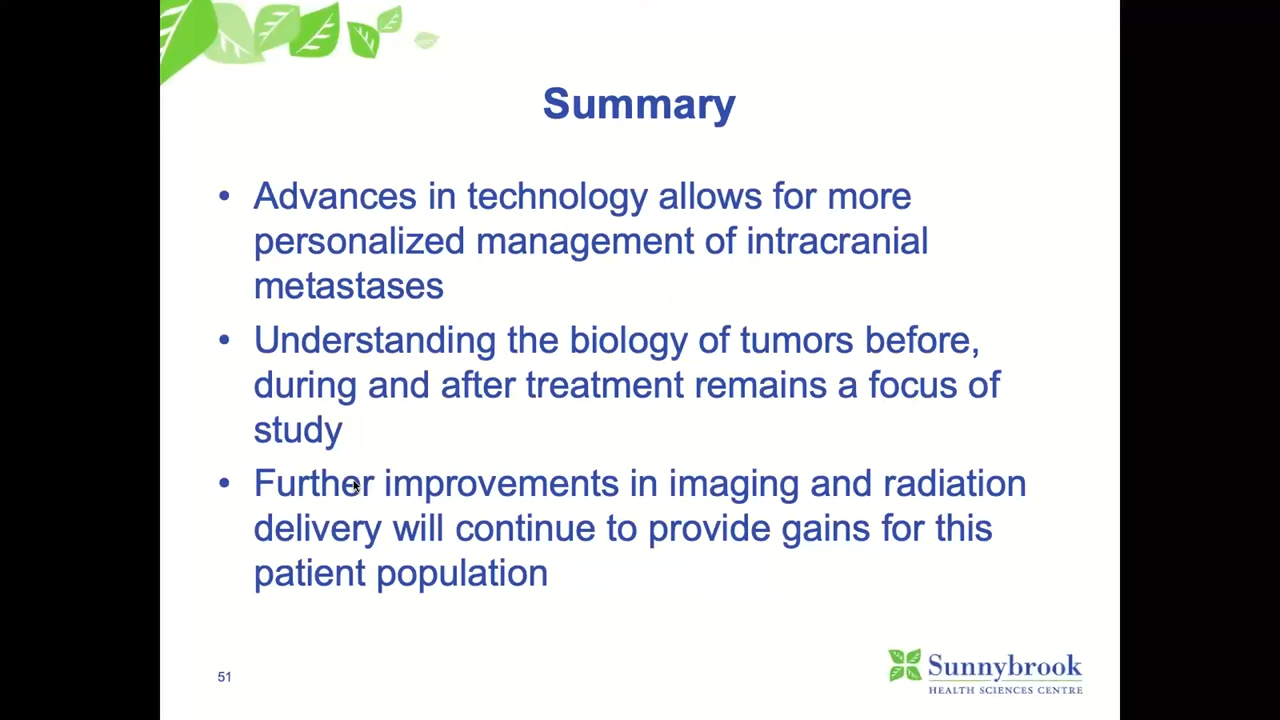 Summary
• Advances in technology allows for more
personalized management of intracranial
metastases
• Understanding the biology of tumors before,
during and after treatment remains a focus of
study
• Further improvements in imaging and radiation
delivery will continue to provide gains for this
patient population
51
Sunnybrook
HEALTH SCIENCES CENTRE